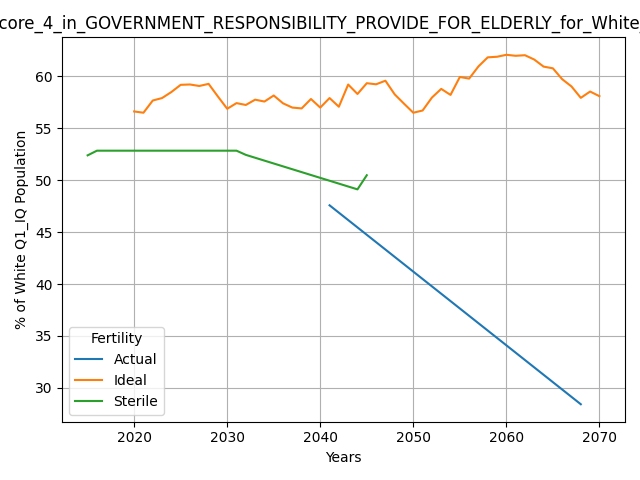 core_4_in_GOVERNMENT_RESPONSIBILITY_PROVIDE_FOR_ELDERLY_for_White_
60
55
50
45
40
35
30
% of White Q1_IQ Population
Fertility
Actual
Ideal
Sterile
2020 2030 2040 2050 2060 2070
Years